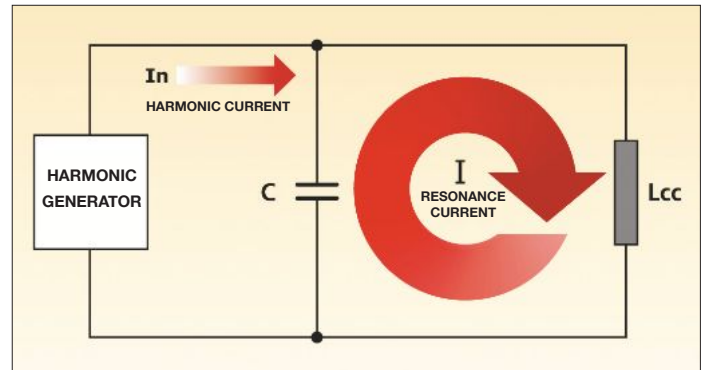 In
HARMONIC CURRENT
HARMONIC
GENERATOR
C
I
RESONANCE
CURRENT
Lcc